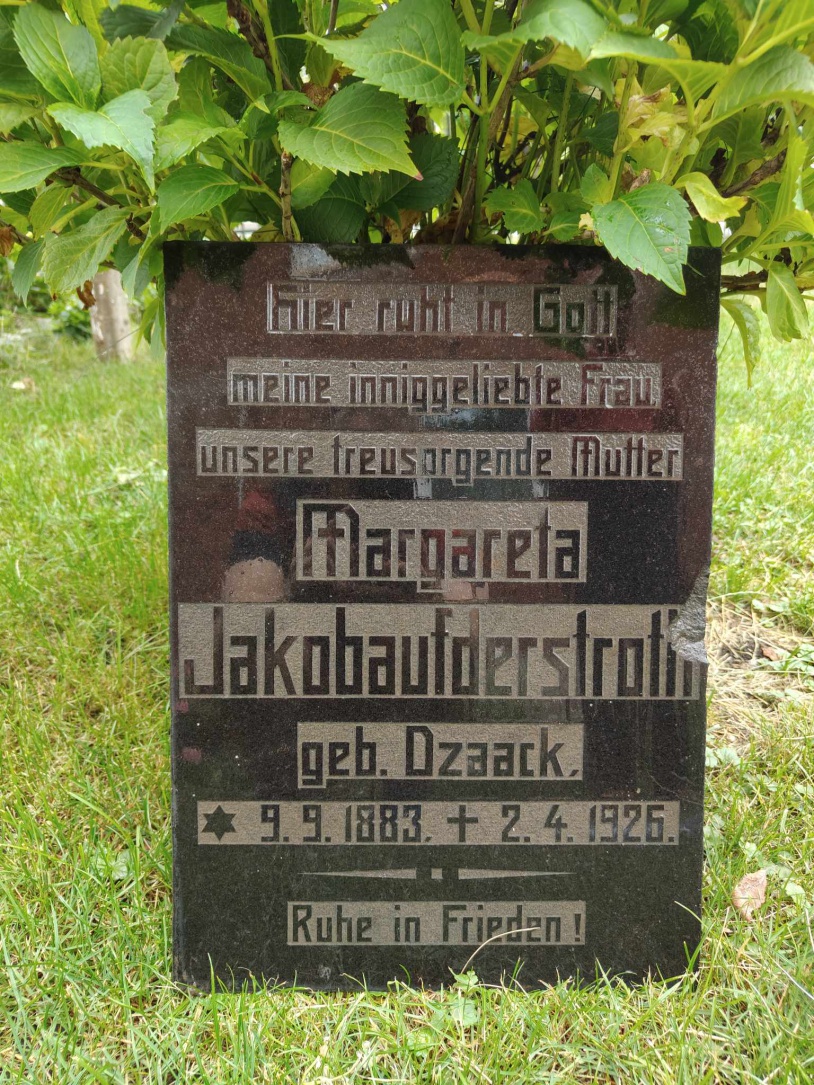 Hier ruht in Gott
meine inniggeliebte Frau,
unsere treusorgende Mutter
Margareta
Jakobaufderstroth
geb. Dzaack,
✶ 9. 9. 1883, ✝ 2. 4. 1926.
Ruhe in Frieden!